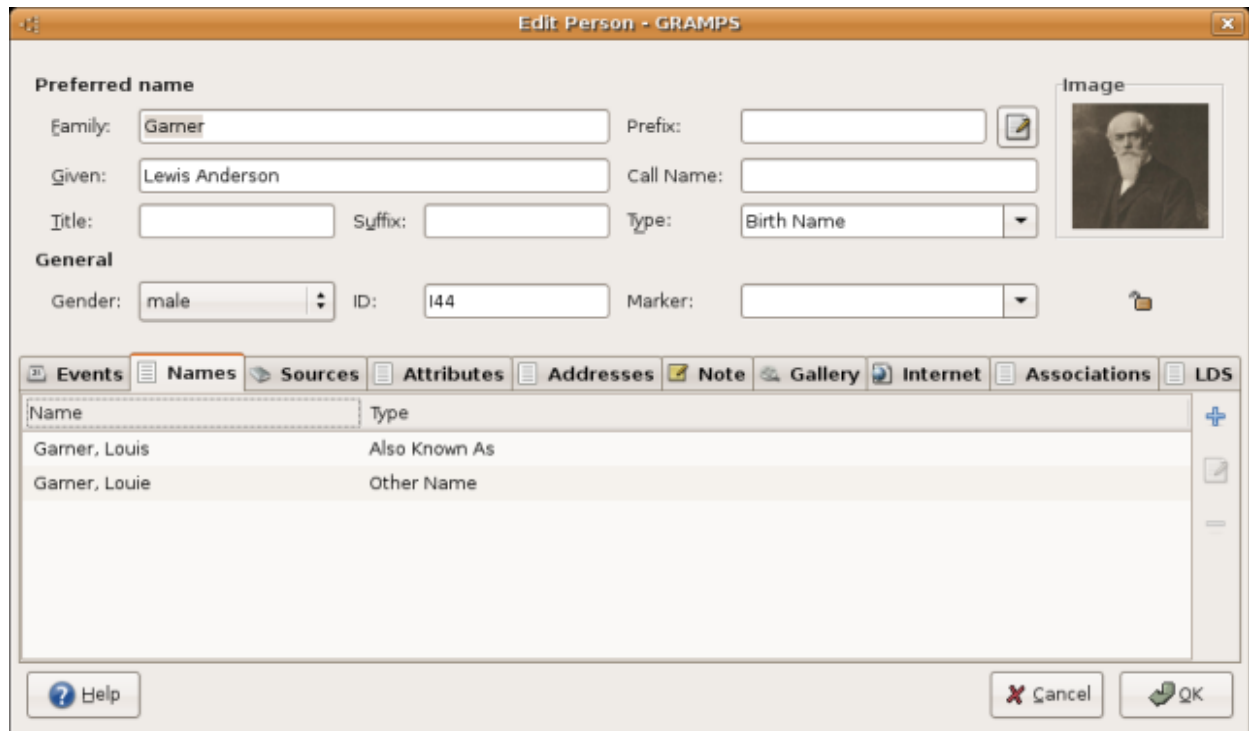 Edit Person - GRAMPS
Preferred name
Image
Family: Garner Prefix:
Given: Lewis Anderson Call Name:
Title: Suffix: Type: Birth Name
General
Gender: male ID: I44 Marker:
Events Names Sources Attributes Addresses Note Gallery Internet Associations LDS
Name Type
Garner, Louis Also Known As
Garner, Louie Other Name
Help Cancel OK